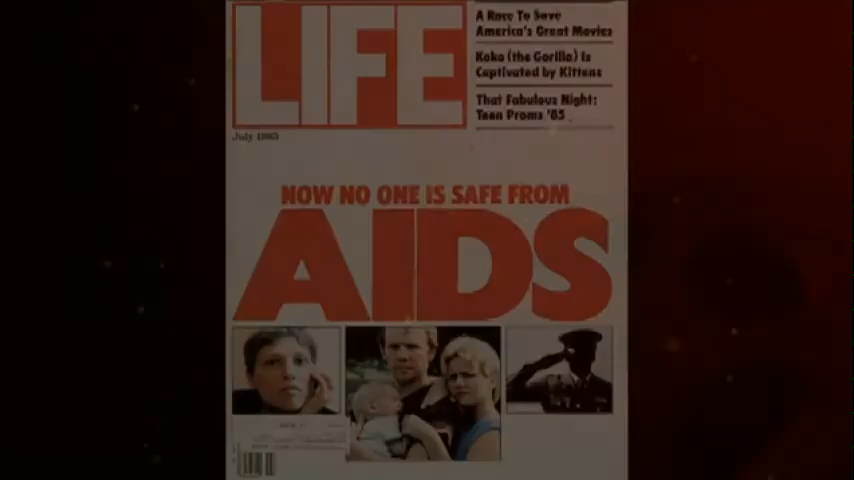 LIFE
A Race To Save
America's Great Movies
Koko (the Gorilla) Is
Captivated by Kittens
That Fabulous Night:
Teen Proms '85
July 1985
NOW NO ONE IS SAFE FROM
AIDS